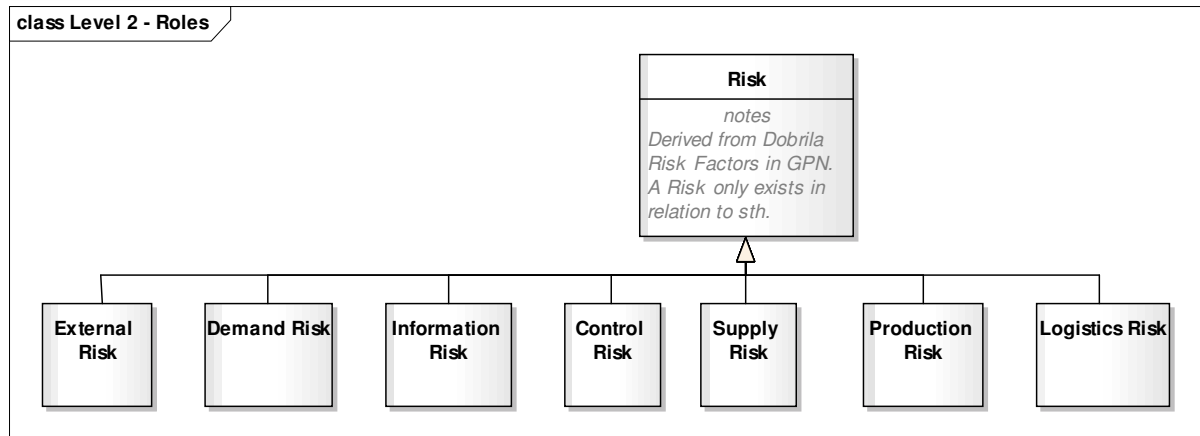 class Level 2 - Roles
Risk
notes
Derived from Dobrila
Risk Factors in GPN.
A Risk only exists in
relation to sth.
External
Risk
Demand Risk
Information
Risk
Control
Risk
Supply
Risk
Production
Risk
Logistics Risk